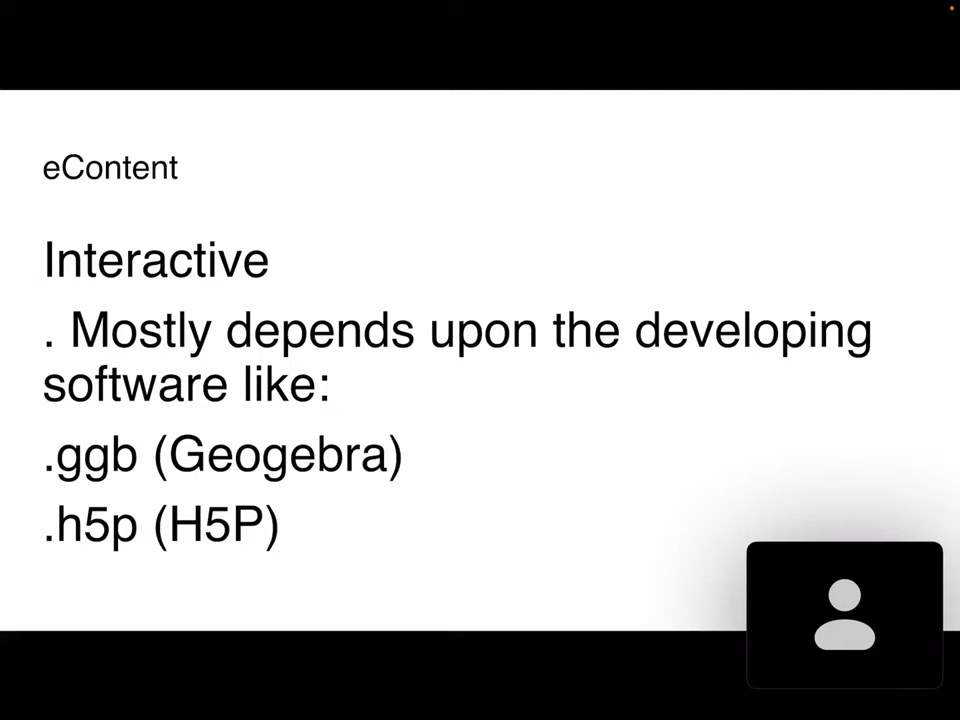 eContent
Interactive
. Mostly depends upon the developing
software like:
.ggb (Geogebra)
.h5p (H5P)